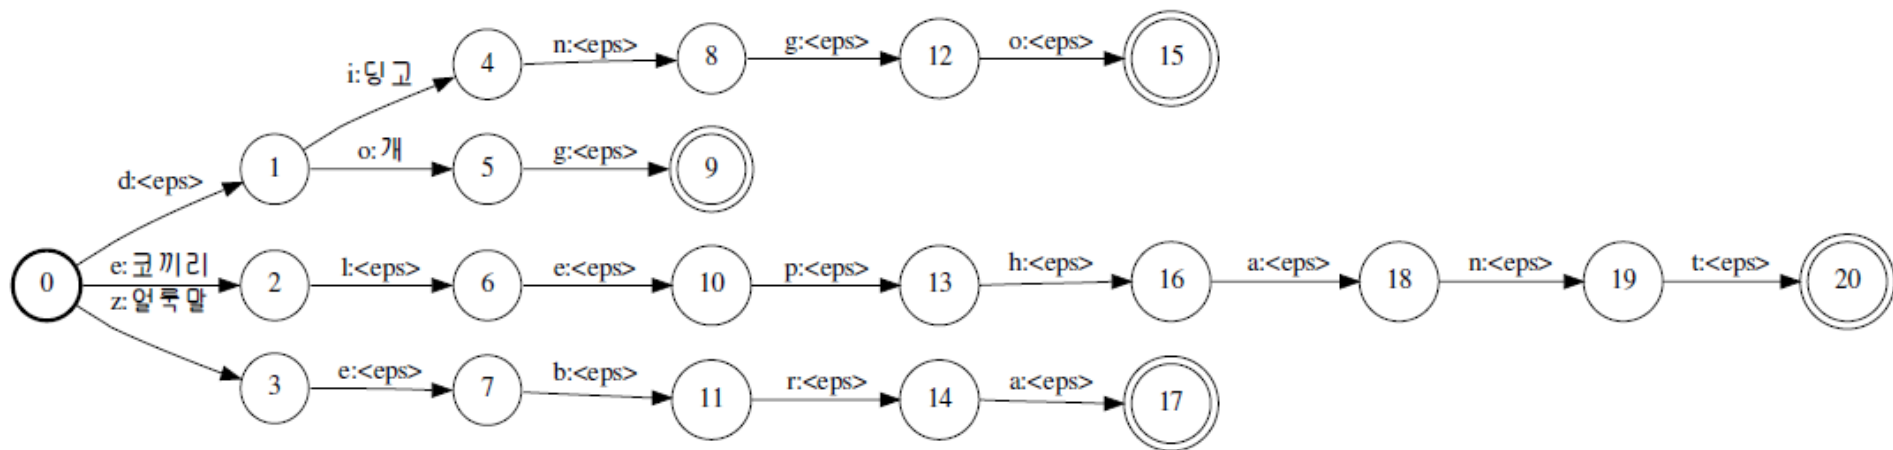 0
d:<eps>
1
i:딩고
4
n:<eps>
8
g:<eps>
12
o:<eps>
15
o:개
5
g:<eps>
9
e:코끼리
2
l:<eps>
6
e:<eps>
10
p:<eps>
13
h:<eps>
16
a:<eps>
18
n:<eps>
19
t:<eps>
20
z:얼룩말
3
e:<eps>
7
b:<eps>
11
r:<eps>
14
a:<eps>
17